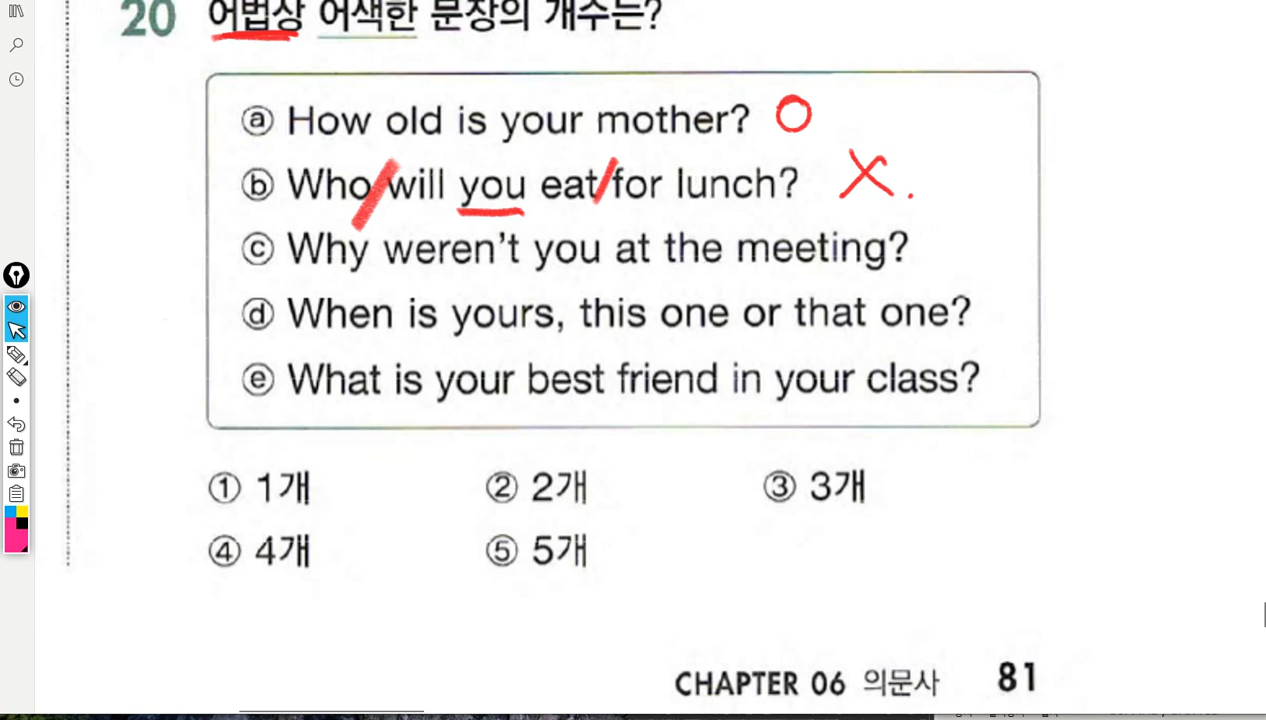 20 어법상 어색한 문장의 개수는?
ⓐ How old is your mother?
ⓑ Who will you eat for lunch? X.
ⓒ Why weren't you at the meeting?
ⓓ When is yours, this one or that one?
ⓔ What is your best friend in your class?
① 1개 ② 2개 ③ 3개
④ 4개 ⑤ 5개
CHAPTER 06 의문사 81